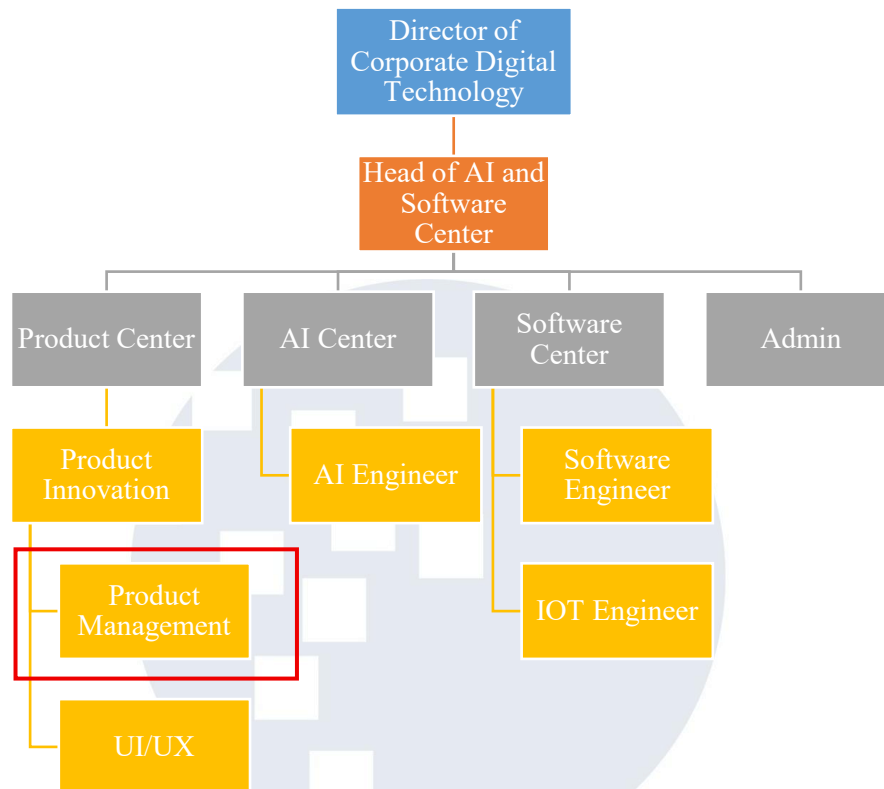 Director of
Corporate Digital
Technology
Head of AI and
Software
Center
Product Center
AI Center
Software
Center
Admin
Product
Innovation
AI Engineer
Software
Engineer
Product
Management
IOT Engineer
UI/UX